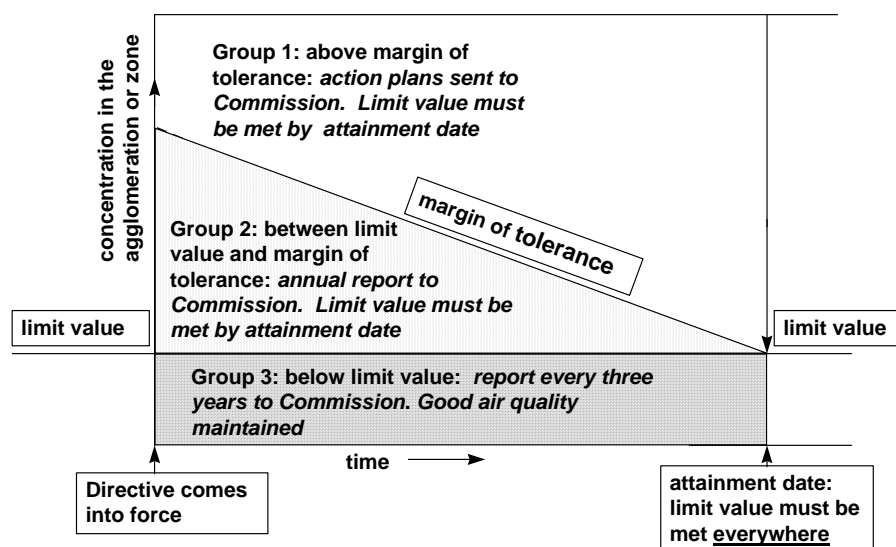 Group 1: above margin of
tolerance: action plans sent to
Commission.  Limit value must
be met by  attainment date
concentration in the
agglomeration or zone
margin of tolerance
Group 2: between limit
value and margin of
tolerance: annual report to
Commission.  Limit value must be
met by attainment date
limit value
limit value
Group 3: below limit value:  report every three
years to Commission. Good air quality
maintained
time
Directive comes
into force
attainment date:
limit value must be
met everywhere